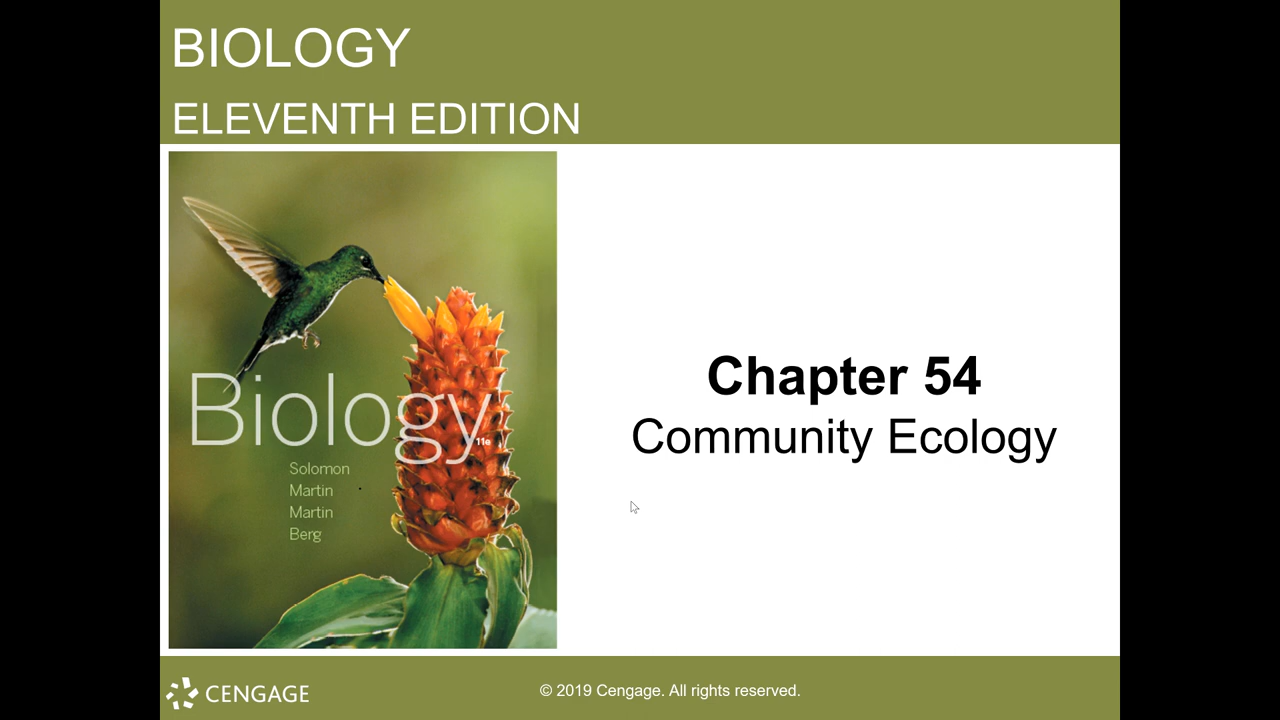 BIOLOGY
ELEVENTH EDITION
Biology
11e
Solomon
Martin
Martin
Berg
Chapter 54
Community Ecology
CENGAGE
© 2019 Cengage. All rights reserved.